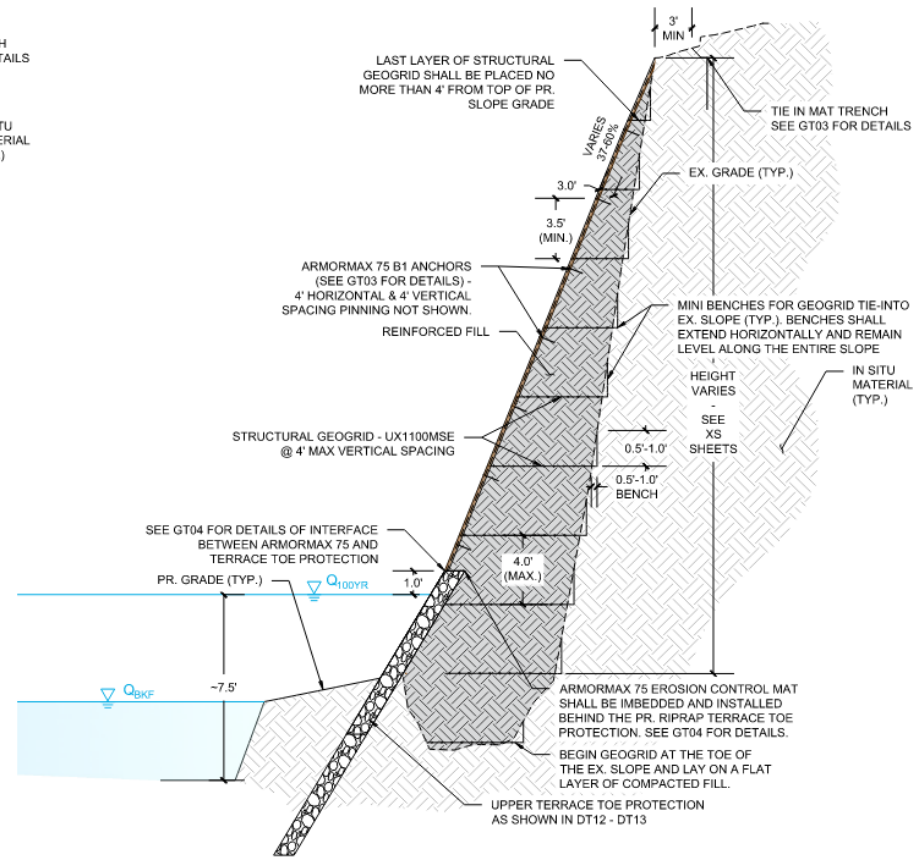 H
TAILS
TU
ERIAL
)
3'
MIN
LAST LAYER OF STRUCTURAL
GEOGRID SHALL BE PLACED NO
MORE THAN 4' FROM TOP OF PR.
SLOPE GRADE
TIE IN MAT TRENCH
SEE GT03 FOR DETAILS
VARIES
37-60%
EX. GRADE (TYP.)
3.0'
3.5'
(MIN.)
ARMORMAX 75 B1 ANCHORS
(SEE GT03 FOR DETAILS) -
4' HORIZONTAL & 4' VERTICAL
SPACING PINNING NOT SHOWN.
REINFORCED FILL
MINI BENCHES FOR GEOGRID TIE-INTO
EX. SLOPE (TYP.). BENCHES SHALL
EXTEND HORIZONTALLY AND REMAIN
LEVEL ALONG THE ENTIRE SLOPE
HEIGHT
VARIES
-
SEE
XS
SHEETS
IN SITU
MATERIAL
(TYP.)
STRUCTURAL GEOGRID - UX1100MSE
@ 4' MAX VERTICAL SPACING
0.5'-1.0'
0.5'-1.0'
BENCH
SEE GT04 FOR DETAILS OF INTERFACE
BETWEEN ARMORMAX 75 AND
TERRACE TOE PROTECTION
4.0'
(MAX.)
1.0'
PR. GRADE (TYP.)
Q100YR
~7.5'
QBKF
ARMORMAX 75 EROSION CONTROL MAT
SHALL BE IMBEDDED AND INSTALLED
BEHIND THE PR. RIPRAP TERRACE TOE
PROTECTION. SEE GT04 FOR DETAILS.
BEGIN GEOGRID AT THE TOE OF
THE EX. SLOPE AND LAY ON A FLAT
LAYER OF COMPACTED FILL.
UPPER TERRACE TOE PROTECTION
AS SHOWN IN DT12 - DT13